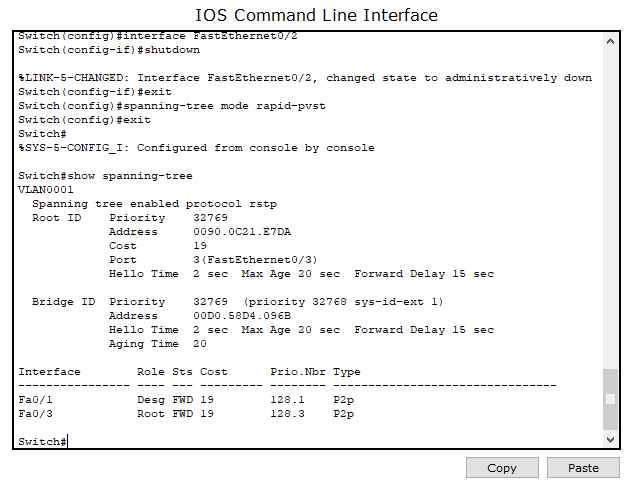 IOS Command Line Interface
Switch(config)#interface FastEthernet0/2
Switch(config-if)#shutdown
%LINK-5-CHANGED: Interface FastEthernet0/2, changed state to administratively down
Switch(config-if)#exit
Switch(config)#spanning-tree mode rapid-pvst
Switch(config)#exit
Switch#
%SYS-5-CONFIG_I: Configured from console by console
Switch#show spanning-tree
VLAN0001
  Spanning tree enabled protocol rstp
  Root ID    Priority    32769
             Address     0090.0C21.E7DA
             Cost        19
             Port        3(FastEthernet0/3)
             Hello Time  2 sec  Max Age 20 sec  Forward Delay 15 sec
  Bridge ID  Priority    32769  (priority 32768 sys-id-ext 1)
             Address     00D0.58D4.096B
             Hello Time  2 sec  Max Age 20 sec  Forward Delay 15 sec
             Aging Time  20
Interface        Role Sts Cost      Prio.Nbr Type
---------------- ---- --- --------- -------- --------------------------------
Fa0/1            Desg FWD 19        128.1    P2p
Fa0/3            Root FWD 19        128.3    P2p
Switch#
Copy Paste